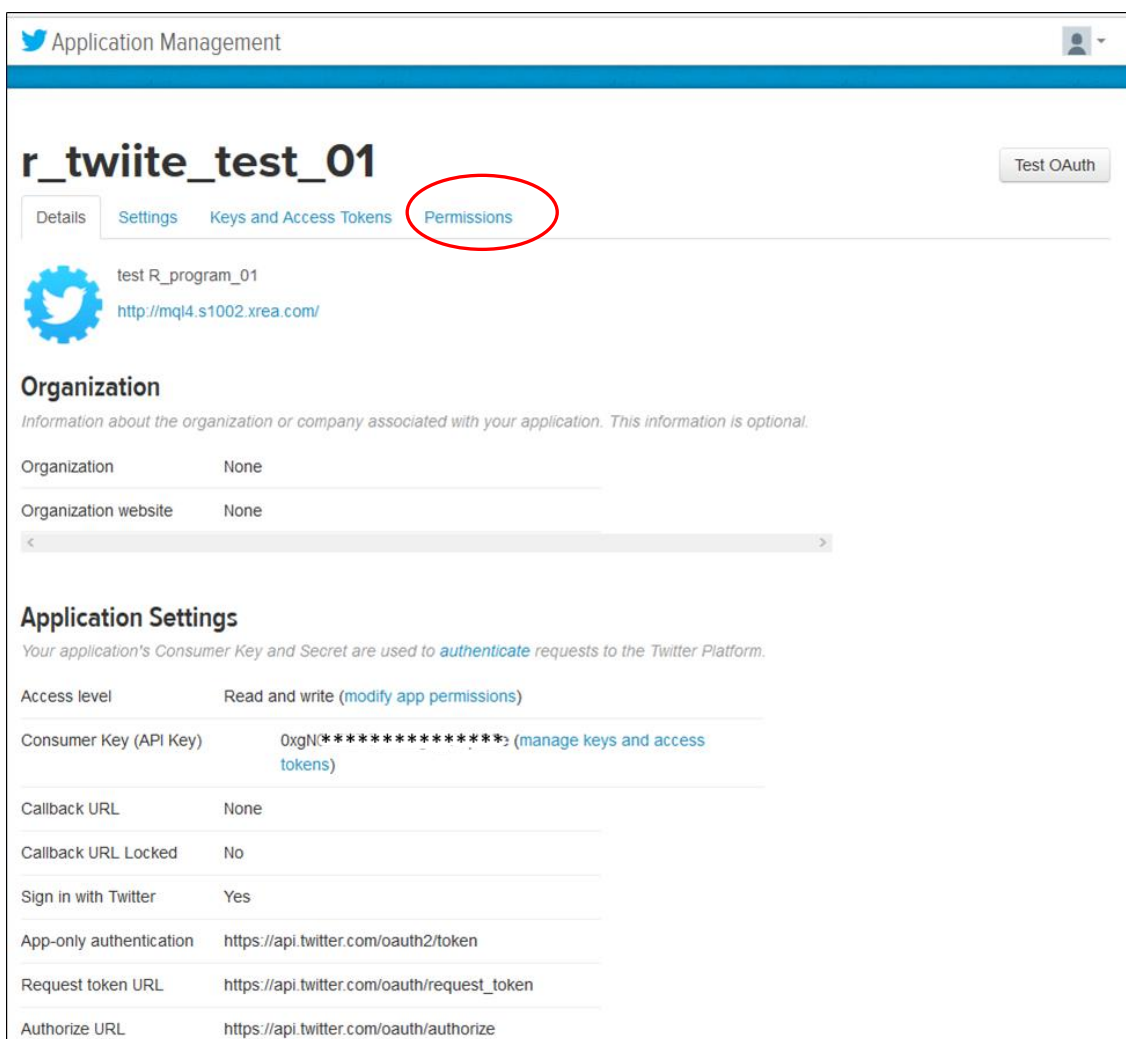 Application Management
r_twiite_test_01
Test OAuth
Details Settings Keys and Access Tokens Permissions
test R_program_01
http://mql4.s1002.xrea.com/
Organization
Information about the organization or company associated with your application. This information is optional.
Organization None
Organization website None
Application Settings
Your application's Consumer Key and Secret are used to authenticate requests to the Twitter Platform.
Access level Read and write (modify app permissions)
Consumer Key (API Key) 0xgN*************** (manage keys and access
tokens)
Callback URL None
Callback URL Locked No
Sign in with Twitter Yes
App-only authentication https://api.twitter.com/oauth2/token
Request token URL https://api.twitter.com/oauth/request_token
Authorize URL https://api.twitter.com/oauth/authorize